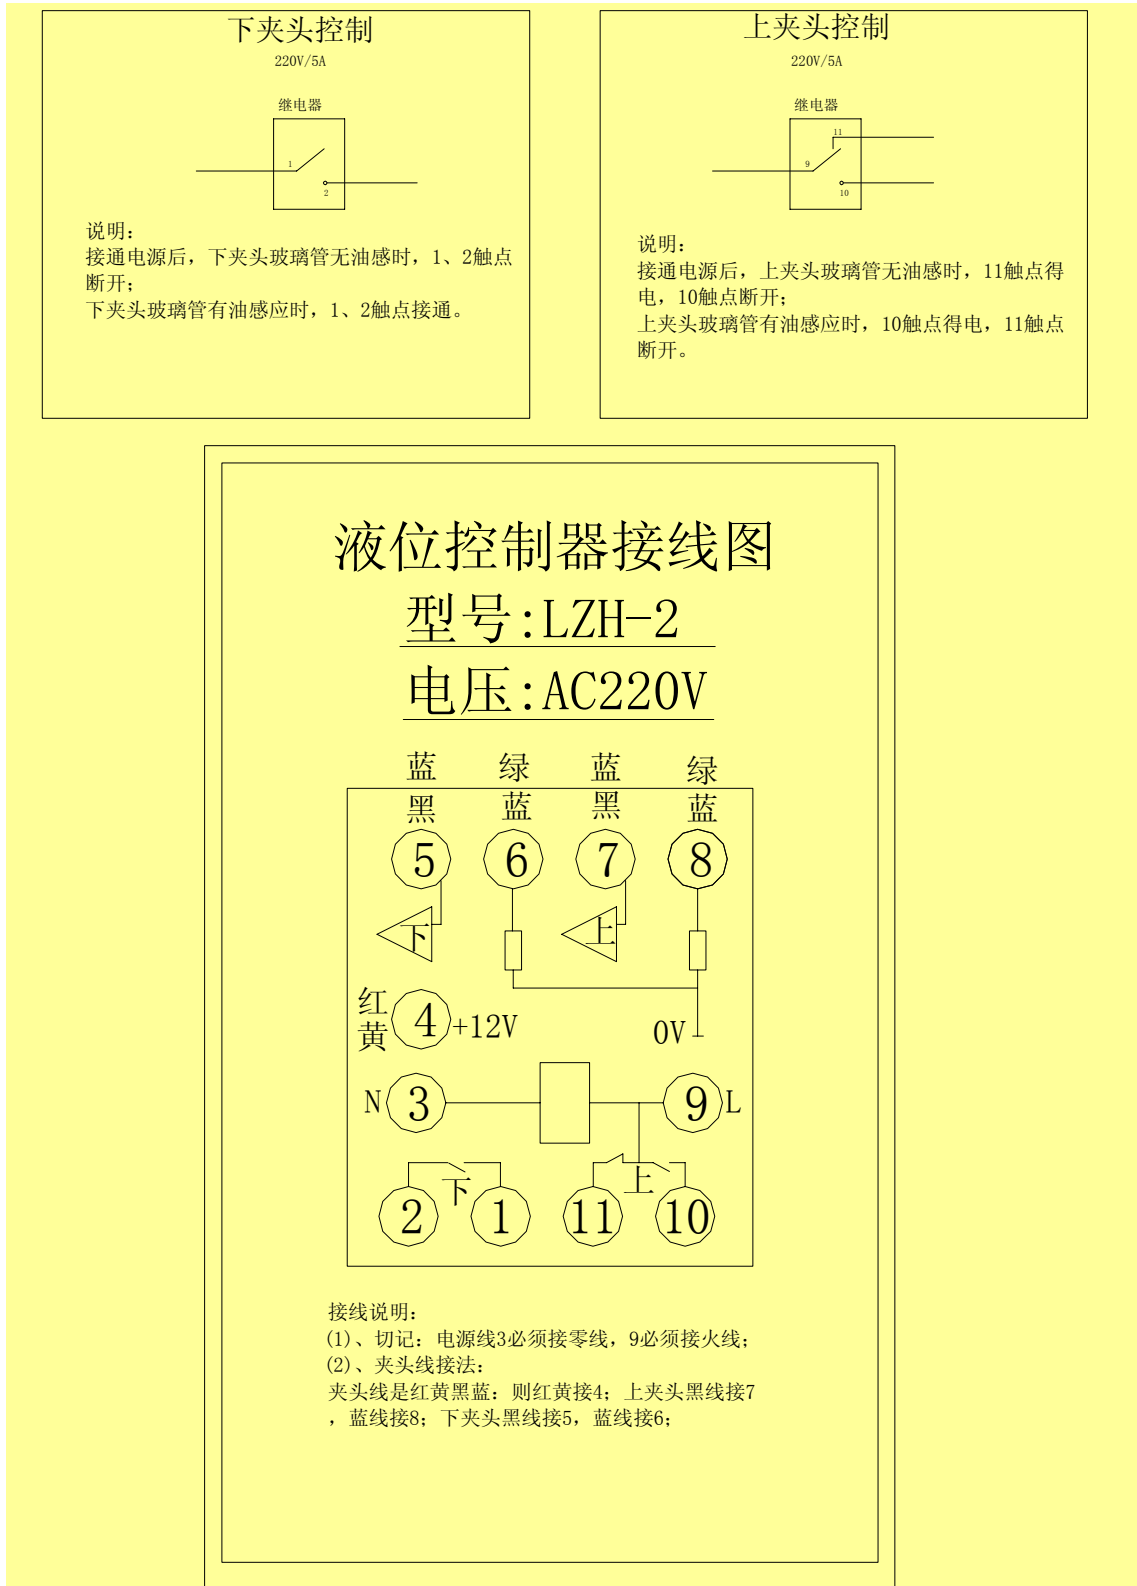 下夹头控制
220V/5A
继电器
1
2
说明:
接通电源后，下夹头玻璃管无油感时，1、2触点
断开;
下夹头玻璃管有油感应时，1、2触点接通。
上夹头控制
220V/5A
继电器
11
9
10
说明:
接通电源后，上夹头玻璃管无油感时，11触点得
电，10触点断开;
上夹头玻璃管有油感应时，10触点得电，11触点
断开。
液位控制器接线图
型号:LZH-2
电压:AC220V
蓝 绿 蓝 绿
黑 蓝 黑 蓝
5 6 7 8
下 上
红
黄 4 +12V 0V
N 3 9 L
下 上
2 1 11 10
接线说明:
(1)、切记: 电源线3必须接零线，9必须接火线;
(2)、夹头线接法:
夹头线是红黄黑蓝: 则红黄接4; 上夹头黑线接7
，蓝线接8; 下夹头黑线接5，蓝线接6;